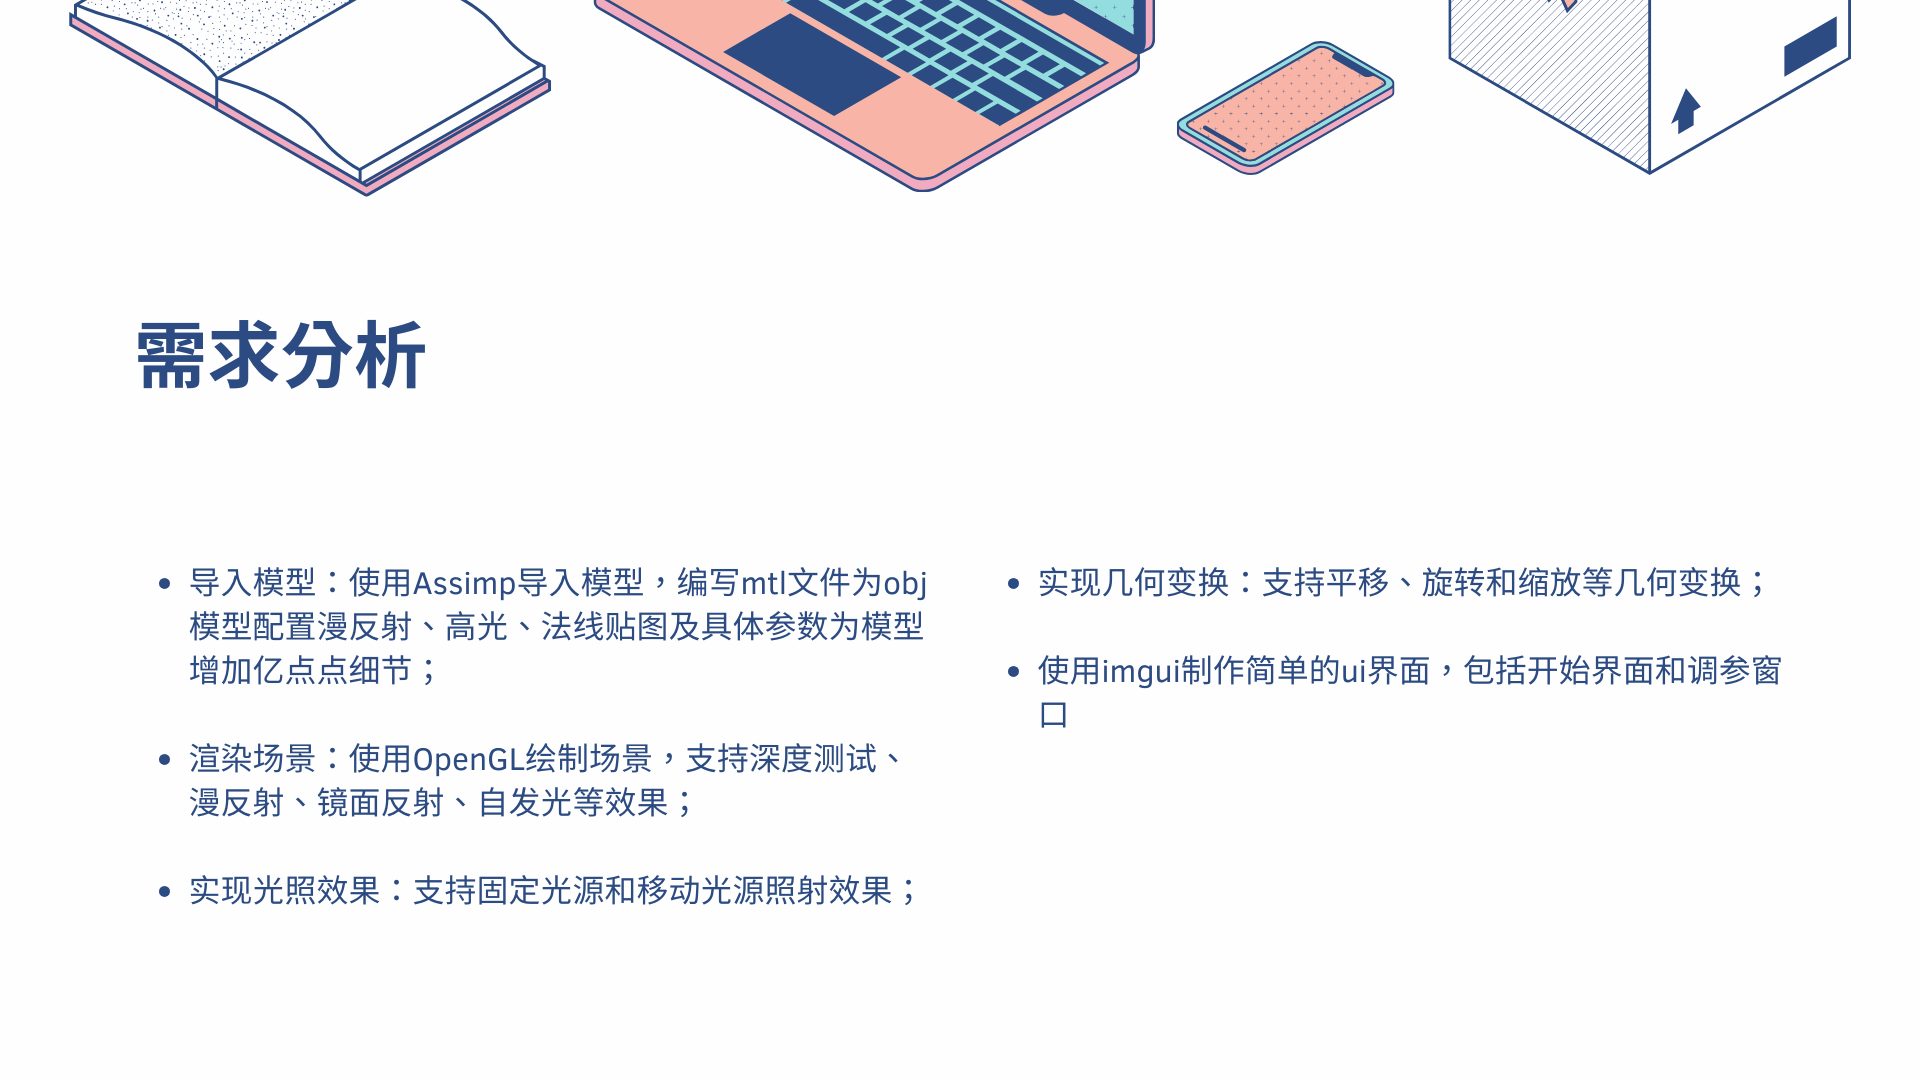 需求分析
导入模型：使用Assimp导入模型，编写mtl文件为obj
模型配置漫反射、高光、法线贴图及具体参数为模型
增加亿点点细节；
渲染场景：使用OpenGL绘制场景，支持深度测试、
漫反射、镜面反射、自发光等效果；
实现光照效果：支持固定光源和移动光源照射效果；
实现几何变换：支持平移、旋转和缩放等几何变换；
使用imgui制作简单的ui界面，包括开始界面和调参窗
口